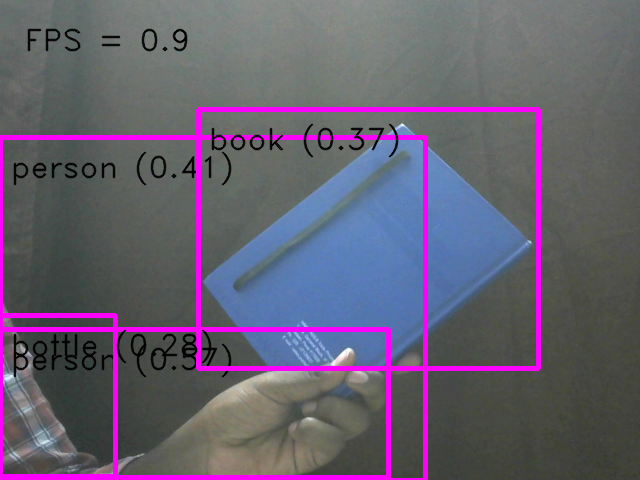 FPS = 0.9
book (0.37)
person (0.41)
bottle (0.28)
person (0.57)